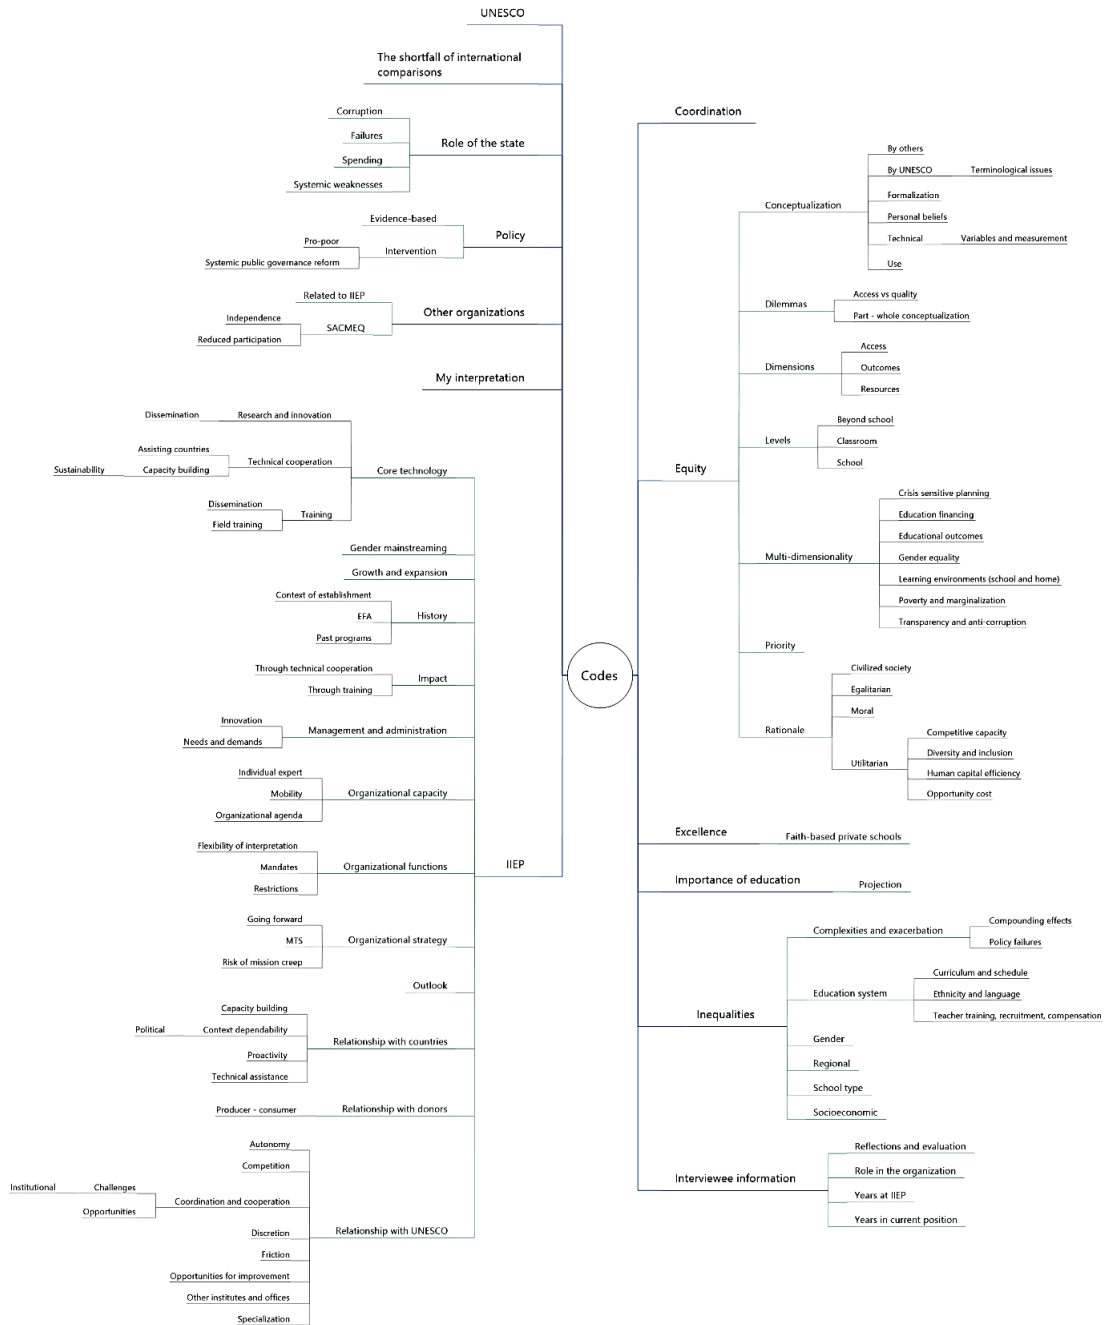 UNESCO
The shortfall of international
comparisons
Corruption
Failures
Spending
Systemic weaknesses
Role of the state
Evidence-based
Pro-poor
Systemic public governance reform
Intervention
Policy
Related to IIEP
Independence
Reduced participation
SACMEQ
Other organizations
My interpretation
Dissemination
Research and innovation
Assisting countries
Sustainability
Capacity building
Technical cooperation
Dissemination
Field training
Training
Core technology
Gender mainstreaming
Growth and expansion
Context of establishment
EFA
Past programs
History
Through technical cooperation
Through training
Impact
Innovation
Needs and demands
Management and administration
Individual expert
Mobility
Organizational agenda
Organizational capacity
Flexibility of interpretation
Mandates
Restrictions
Organizational functions
Going forward
MTS
Risk of mission creep
Organizational strategy
Outlook
Capacity building
Political
Context dependability
Proactivity
Technical assistance
Relationship with countries
Producer - consumer
Relationship with donors
Autonomy
Competition
Institutional
Challenges
Opportunities
Coordination and cooperation
Discretion
Friction
Opportunities for improvement
Other institutes and offices
Specialization
Relationship with UNESCO
IIEP
Codes
Coordination
Equity
Conceptualization
By others
By UNESCO
Terminological issues
Formalization
Personal beliefs
Technical
Variables and measurement
Use
Dilemmas
Access vs quality
Part - whole conceptualization
Dimensions
Access
Outcomes
Resources
Levels
Beyond school
Classroom
School
Multi-dimensionality
Crisis sensitive planning
Education financing
Educational outcomes
Gender equality
Learning environments (school and home)
Poverty and marginalization
Transparency and anti-corruption
Priority
Rationale
Civilized society
Egalitarian
Moral
Utilitarian
Competitive capacity
Diversity and inclusion
Human capital efficiency
Opportunity cost
Excellence
Faith-based private schools
Importance of education
Projection
Inequalities
Complexities and exacerbation
Compounding effects
Policy failures
Education system
Curriculum and schedule
Ethnicity and language
Teacher training, recruitment, compensation
Gender
Regional
School type
Socioeconomic
Interviewee information
Reflections and evaluation
Role in the organization
Years at IIEP
Years in current position